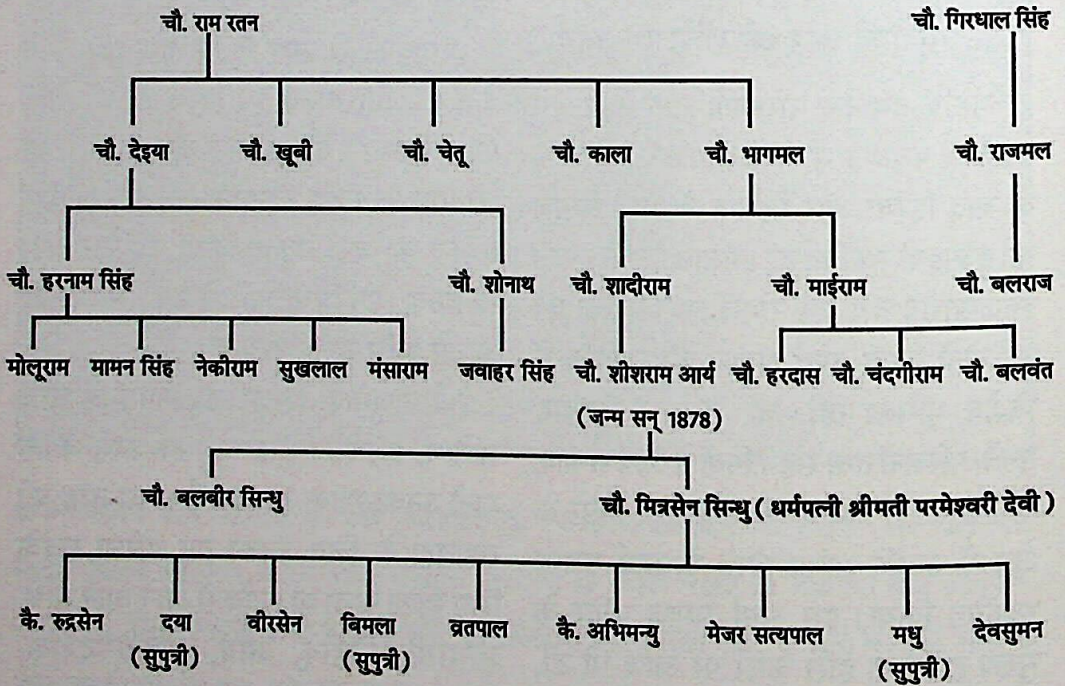 चौ. राम रतन चौ. गिरधाल सिंह
चौ. देइया चौ. खूबी चौ. चेतू चौ. काला चौ. भागमल चौ. राजमल
चौ. हरनाम सिंह चौ. शोनाथ चौ. शादीराम चौ. माईराम चौ. बलराज
मोलूराम मामन सिंह नेकीराम सुखलाल मंसाराम जवाहर सिंह चौ. शीशराम आर्य चौ. हरदास चौ. चंदगीराम चौ. बलवंत
(जन्म सन् 1878)
चौ. बलबीर सिन्धु चौ. मित्रसेन सिन्धु ( धर्मपत्नी श्रीमती परमेश्वरी देवी )
कै. रुद्रसेन दया वीरसेन बिमला व्रतपाल कै. अभिमन्यु मेजर सत्यपाल मधु देवसुमन
(सुपुत्री) (सुपुत्री) (सुपुत्री)